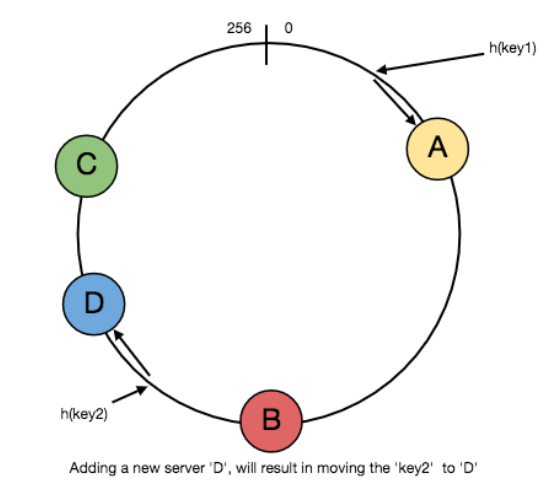 256 0
h(key1)
A
C
D
h(key2)
B
Adding a new server 'D', will result in moving the 'key2' to 'D'